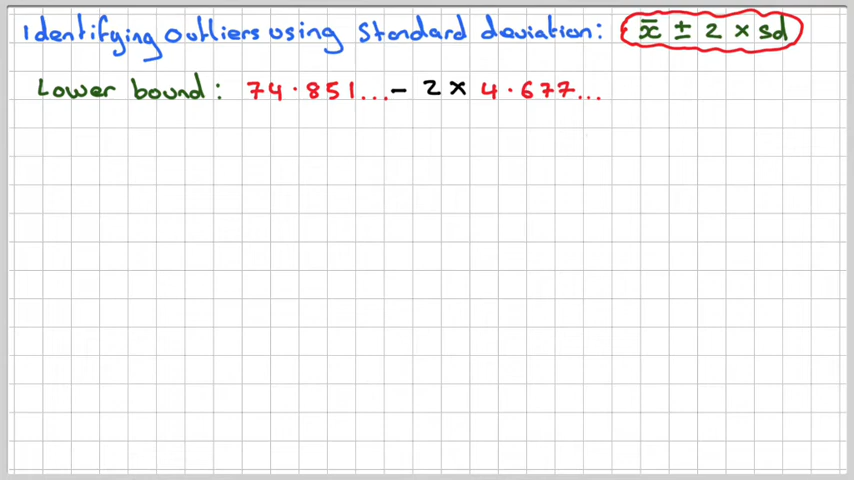 Identifying outliers using standard deviation: x̄ ± 2 × sd
Lower bound: 74·851... - 2 × 4·677...